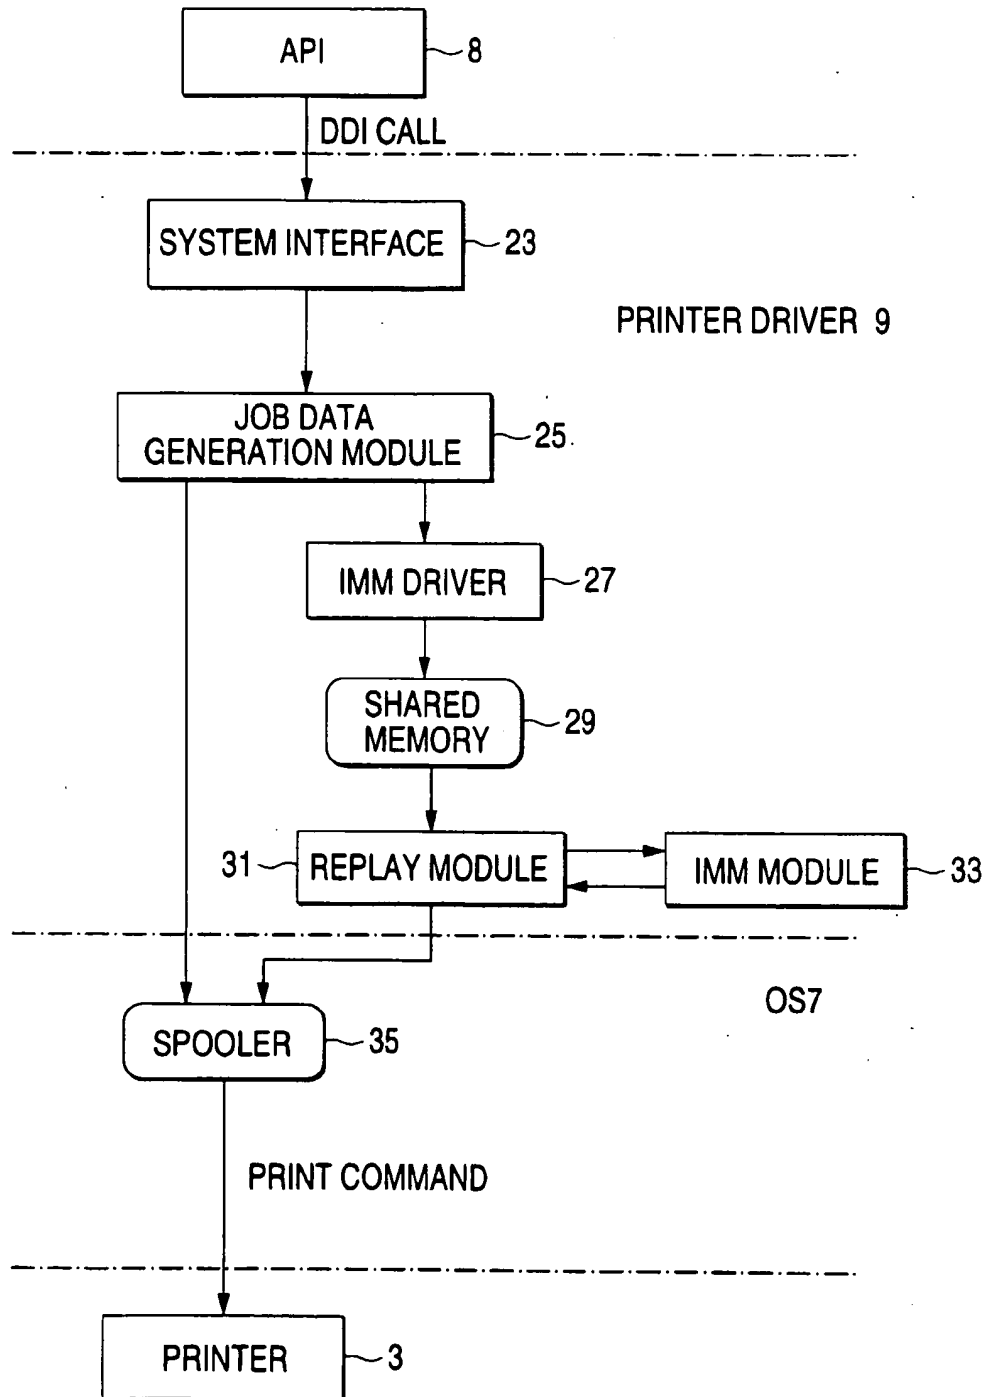 API
8
DDI CALL
SYSTEM INTERFACE
23
PRINTER DRIVER 9
JOB DATA
GENERATION MODULE
25
IMM DRIVER
27
SHARED
MEMORY
29
31
REPLAY MODULE
IMM MODULE
33
OS7
SPOOLER
35
PRINT COMMAND
PRINTER
3